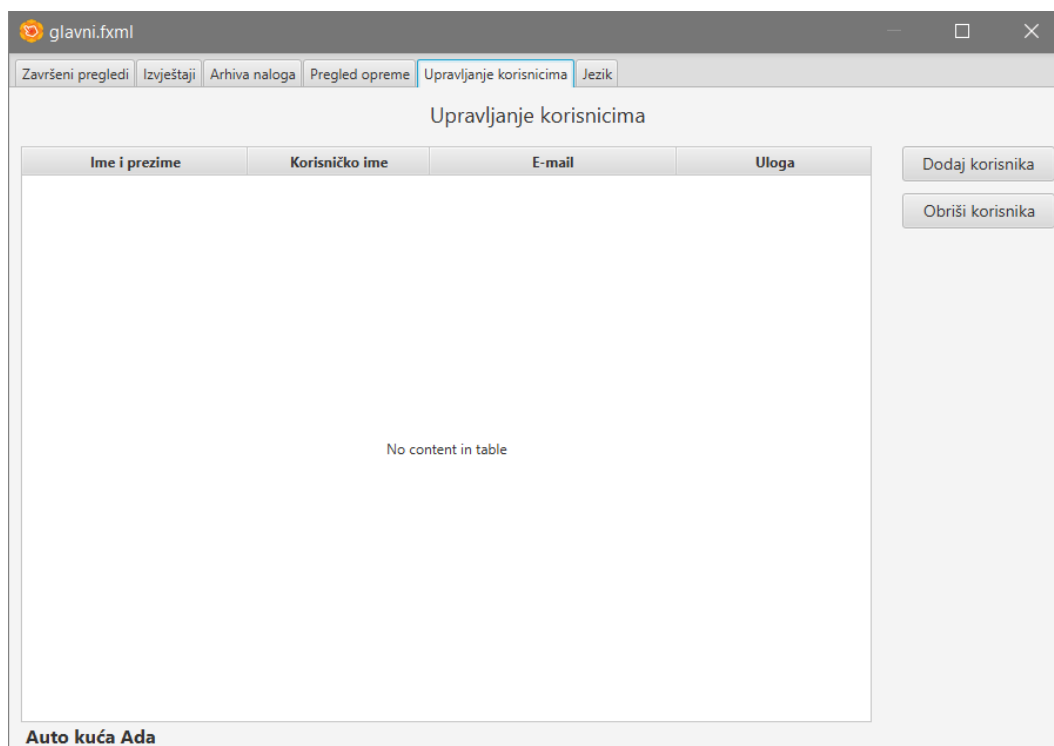 glavni.fxml
Završeni pregledi Izvještaji Arhiva naloga Pregled opreme Upravljanje korisnicima Jezik
Upravljanje korisnicima
Ime i prezime Korisničko ime E-mail Uloga
Dodaj korisnika
Obriši korisnika
No content in table
Auto kuća Ada